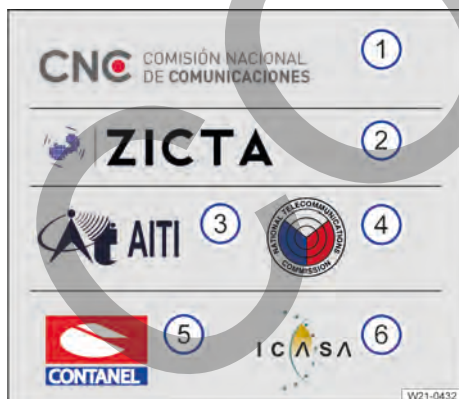 CNC COMISIÓN NACIONAL
DE COMUNICACIONES
1
ZICTA
2
At AITI
3
NATIONAL TELECOMMUNICATIONS
COMMISSION
4
CONTANEL
5
ICASA
6
W21-0432